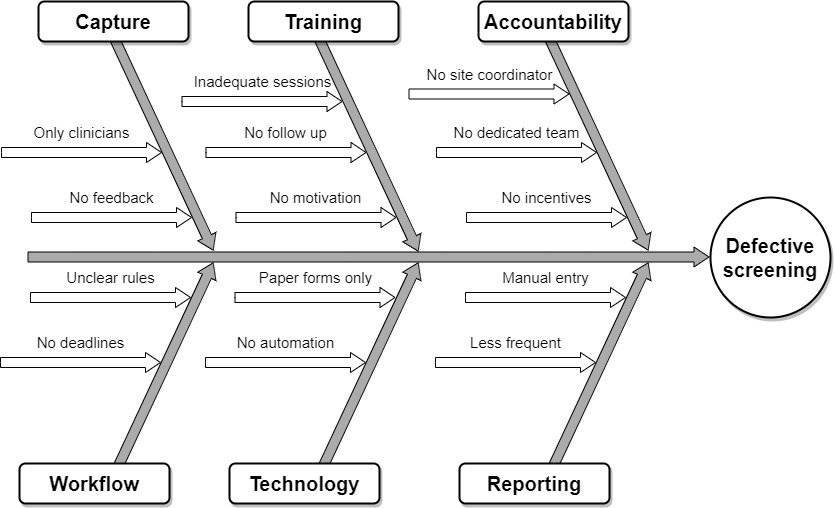 Capture
Training
Accountability
Inadequate sessions
No site coordinator
Only clinicians
No follow up
No dedicated team
No feedback
No motivation
No incentives
Defective
screening
Unclear rules
Paper forms only
Manual entry
No deadlines
No automation
Less frequent
Workflow
Technology
Reporting